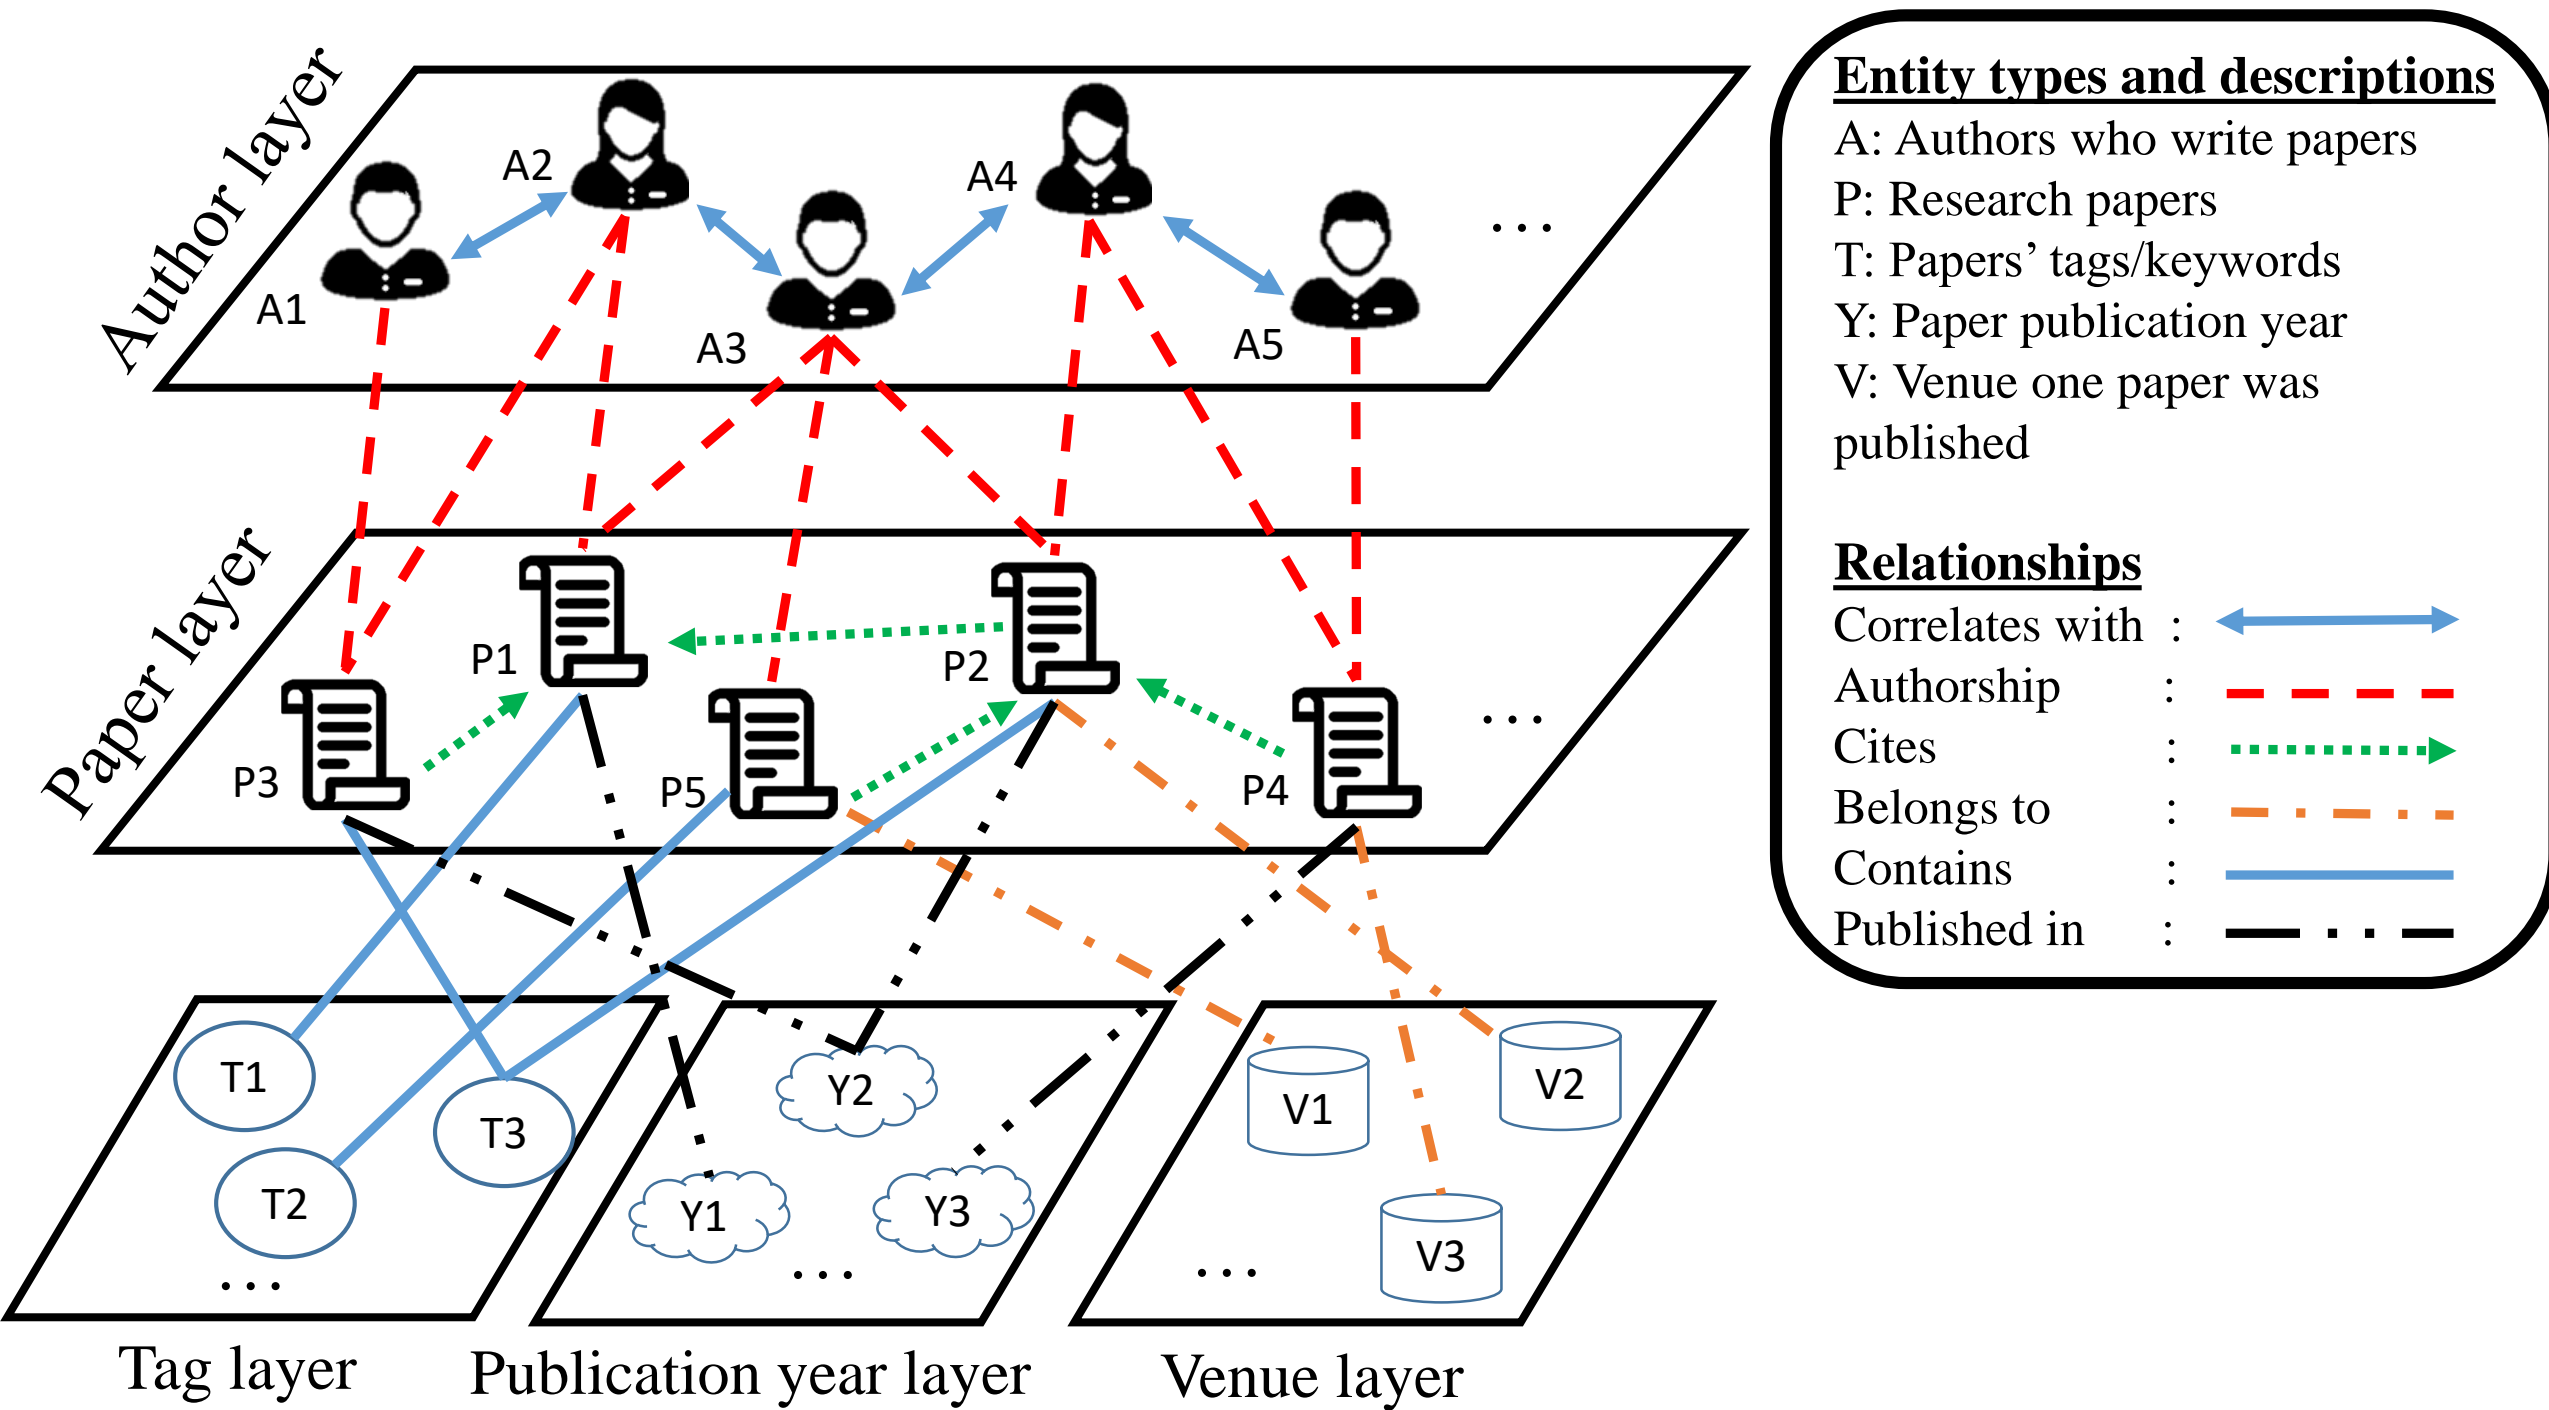 Author layer
A1
A2
A3
A4
A5
...
Paper layer
P1
P2
P3
P5
P4
...
T1
T2
T3
...
Y2
Y1
Y3
...
V1
V2
V3
...
Tag layer
Publication year layer
Venue layer
Entity types and descriptions
A: Authors who write papers
P: Research papers
T: Papers’ tags/keywords
Y: Paper publication year
V: Venue one paper was
published
Relationships
Correlates with :
Authorship :
Cites :
Belongs to :
Contains :
Published in :